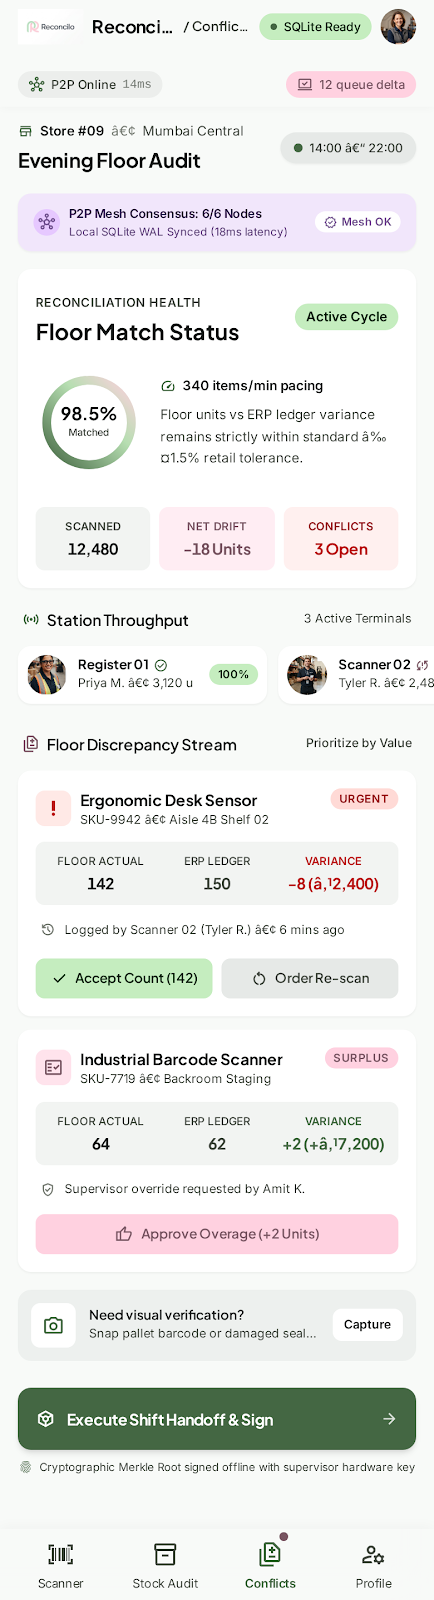 Reconcilo
Reconci... / Conflic... SQLite Ready
P2P Online 14ms 12 queue delta
Store #09 â€¢ Mumbai Central
Evening Floor Audit
14:00 â€“ 22:00
P2P Mesh Consensus: 6/6 Nodes
Local SQLite WAL Synced (18ms latency)
Mesh OK
RECONCILIATION HEALTH
Floor Match Status
Active Cycle
98.5%
Matched
340 items/min pacing
Floor units vs ERP ledger variance
remains strictly within standard â‰
¤1.5% retail tolerance.
SCANNED NET DRIFT CONFLICTS
12,480 -18 Units 3 Open
Station Throughput 3 Active Terminals
Register 01
Priya M. â€¢ 3,120 u
100%
Scanner 02
Tyler R. â€¢ 2,48
Floor Discrepancy Stream Prioritize by Value
Ergonomic Desk Sensor
SKU-9942 â€¢ Aisle 4B Shelf 02
URGENT
FLOOR ACTUAL ERP LEDGER VARIANCE
142 150 -8 (â‚¹2,400)
Logged by Scanner 02 (Tyler R.) â€¢ 6 mins ago
Accept Count (142) Order Re-scan
Industrial Barcode Scanner
SKU-7719 â€¢ Backroom Staging
SURPLUS
FLOOR ACTUAL ERP LEDGER VARIANCE
64 62 +2 (+â‚¹7,200)
Supervisor override requested by Amit K.
Approve Overage (+2 Units)
Need visual verification?
Snap pallet barcode or damaged seal...
Capture
Execute Shift Handoff & Sign
Cryptographic Merkle Root signed offline with supervisor hardware key
Scanner Stock Audit Conflicts Profile